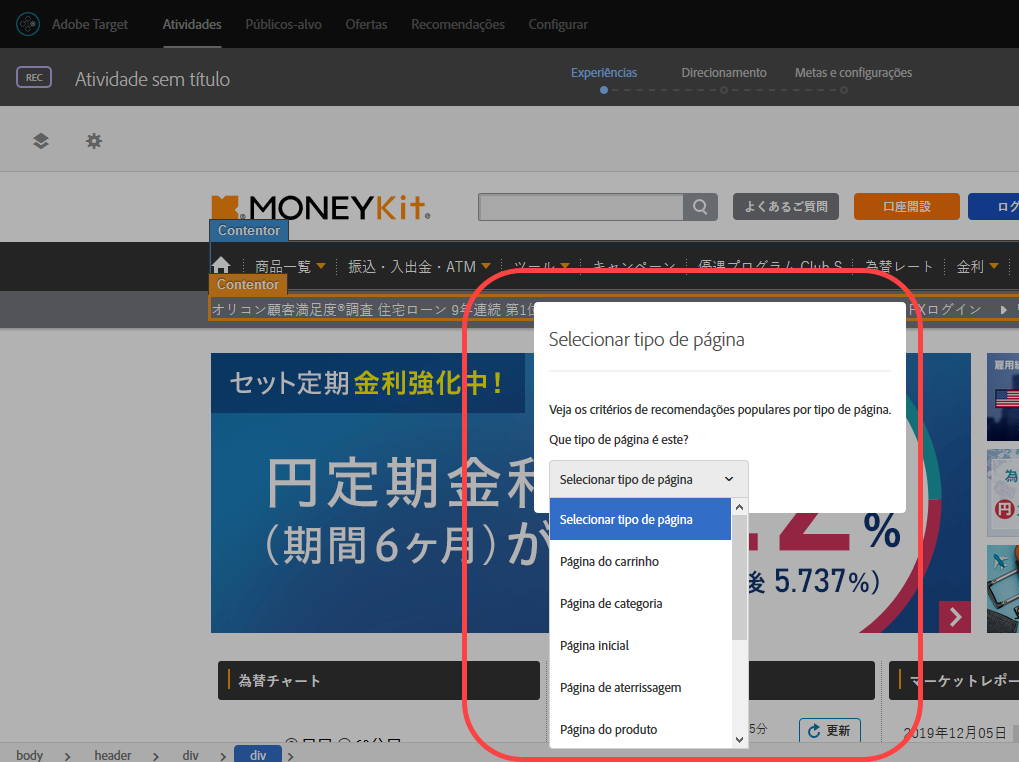 Adobe Target Atividades Públicos-alvo Ofertas Recomendações Configurar
REC Atividade sem título
Experiências Direcionamento Metas e configurações
MONEYKit
よくあるご質問
口座開設
Contentor
商品一覧 振込・入出金・ATM ツール キャンペーン 優遇プログラム Club S 為替レート 金利
Contentor
オリコン顧客満足度®調査 住宅ローン 9年連続 第1位
FXログイン
セット定期 金利強化中!
円定期金利
(期間6ヶ月)が
%
後 5.737%)
Selecionar tipo de página
Veja os critérios de recomendações populares por tipo de página.
Que tipo de página é este?
Selecionar tipo de página
Selecionar tipo de página
Página do carrinho
Página de categoria
Página inicial
Página de aterrissagem
Página do produto
為替チャート
マーケットレポー
更新
2019年12月05日
body header div div